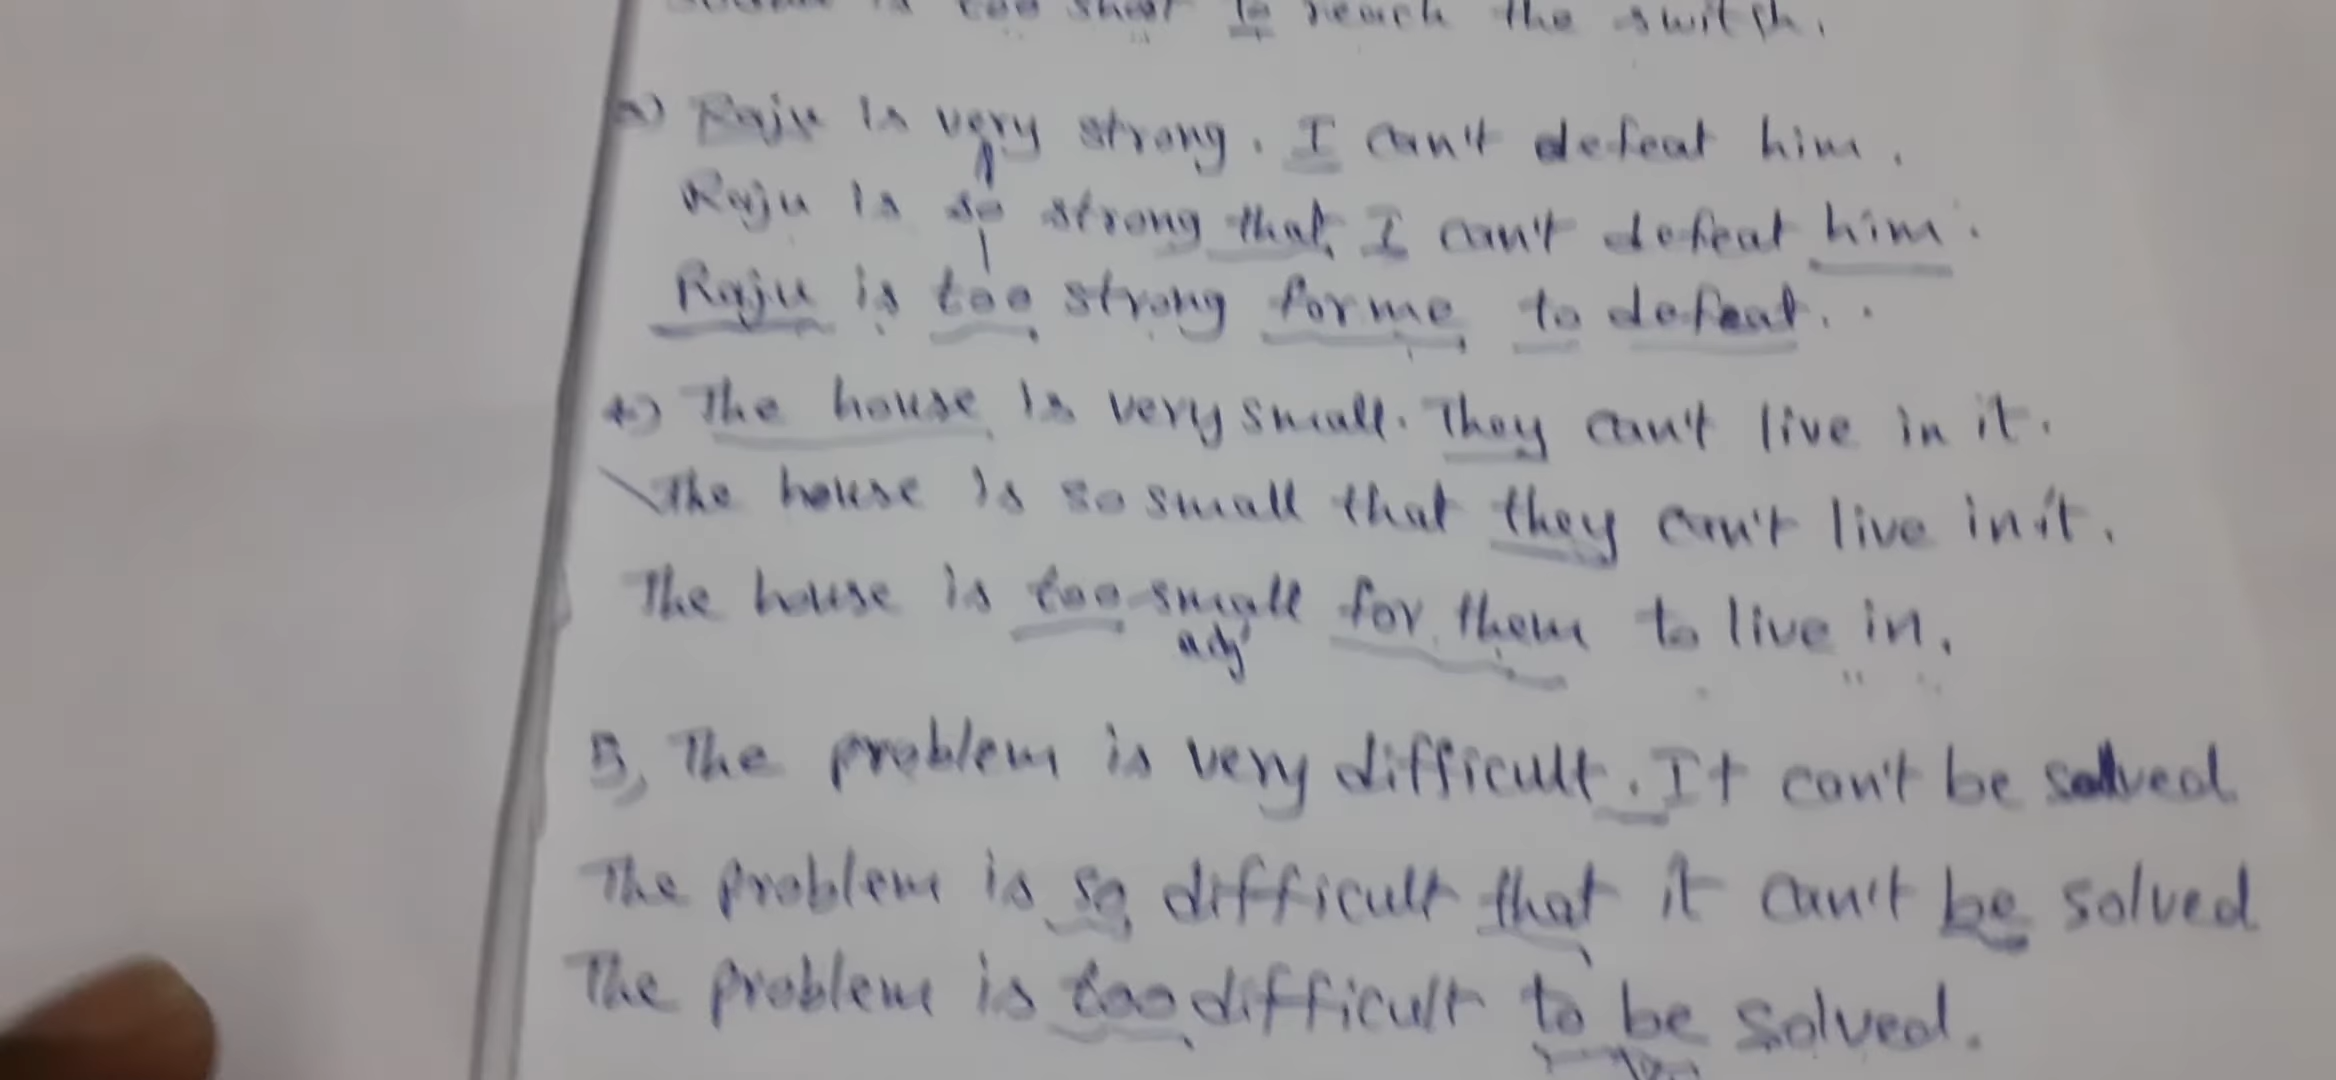 is too short to reach the switch.
3) Raju is very strong. I can't defeat him.
Raju is so strong that I can't defeat him.
Raju is too strong for me to defeat.
4) The house is very small. They can't live in it.
The house is so small that they can't live in it.
The house is too small for them to live in.
adj
5, The problem is very difficult. It can't be solved
The problem is so difficult that it can't be solved
The problem is too difficult to be solved.